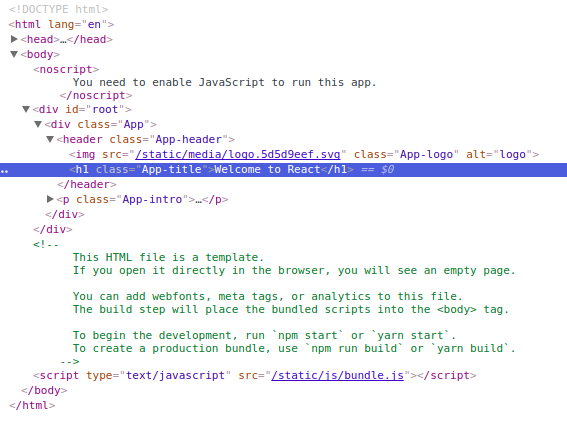 <!DOCTYPE html>
<html lang="en">
<head>…</head>
<body>
<noscript>
You need to enable JavaScript to run this app.
</noscript>
<div id="root">
<div class="App">
<header class="App-header">
<img src="/static/media/logo.5d5d9eef.svg" class="App-logo" alt="logo">
<h1 class="App-title">Welcome to React</h1> == $0
</header>
<p class="App-intro">…</p>
</div>
</div>
<!--
This HTML file is a template.
If you open it directly in the browser, you will see an empty page.
You can add webfonts, meta tags, or analytics to this file.
The build step will place the bundled scripts into the <body> tag.
To begin the development, run `npm start` or `yarn start`.
To create a production bundle, use `npm run build` or `yarn build`.
-->
<script type="text/javascript" src="/static/js/bundle.js"></script>
</body>
</html>